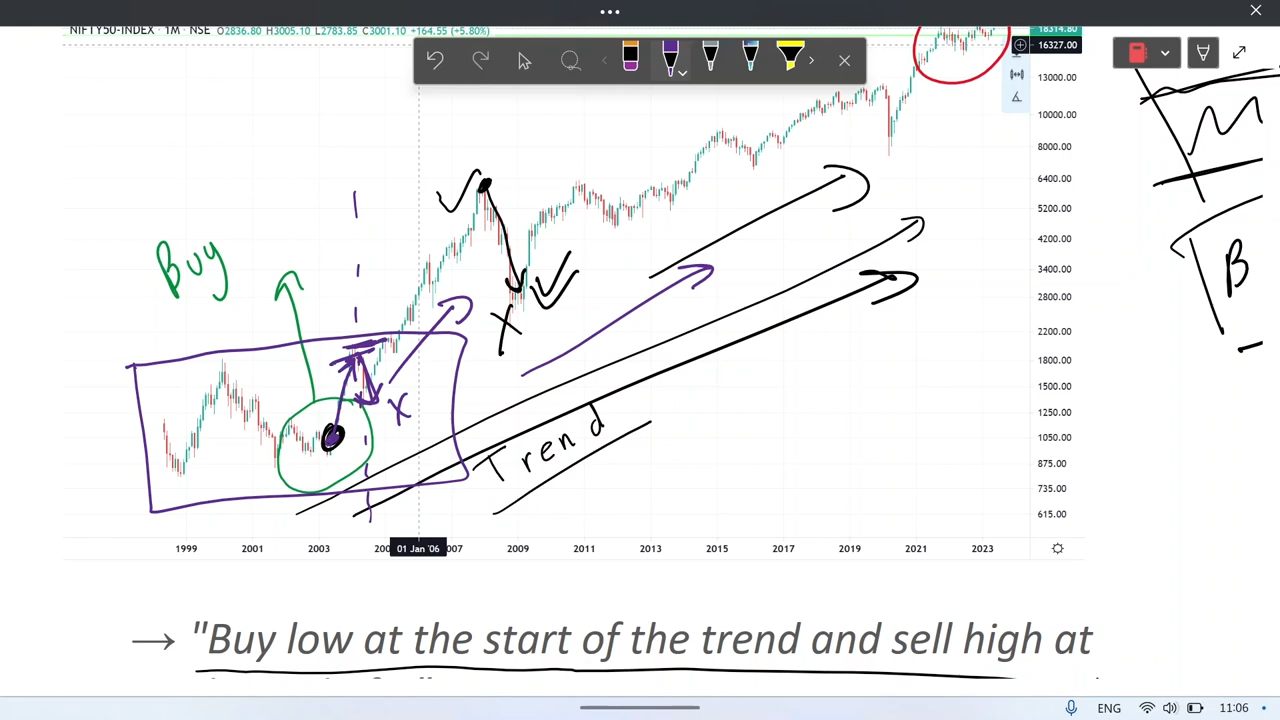 NIFTY50-INDEX · 1M · NSE O2836.80 H3005.10 L2783.85 C3001.10 +164.55 (+5.80%)
18314.80
16327.00
13000.00
10000.00
8000.00
6400.00
5200.00
4200.00
3400.00
2800.00
2200.00
1800.00
1500.00
1250.00
1050.00
875.00
735.00
615.00
Buy
x
x
Trend
M
B
1999 2001 2003 01 Jan '06 2009 2011 2013 2015 2017 2019 2021 2023
→ "Buy low at the start of the trend and sell high at
ENG 11:06